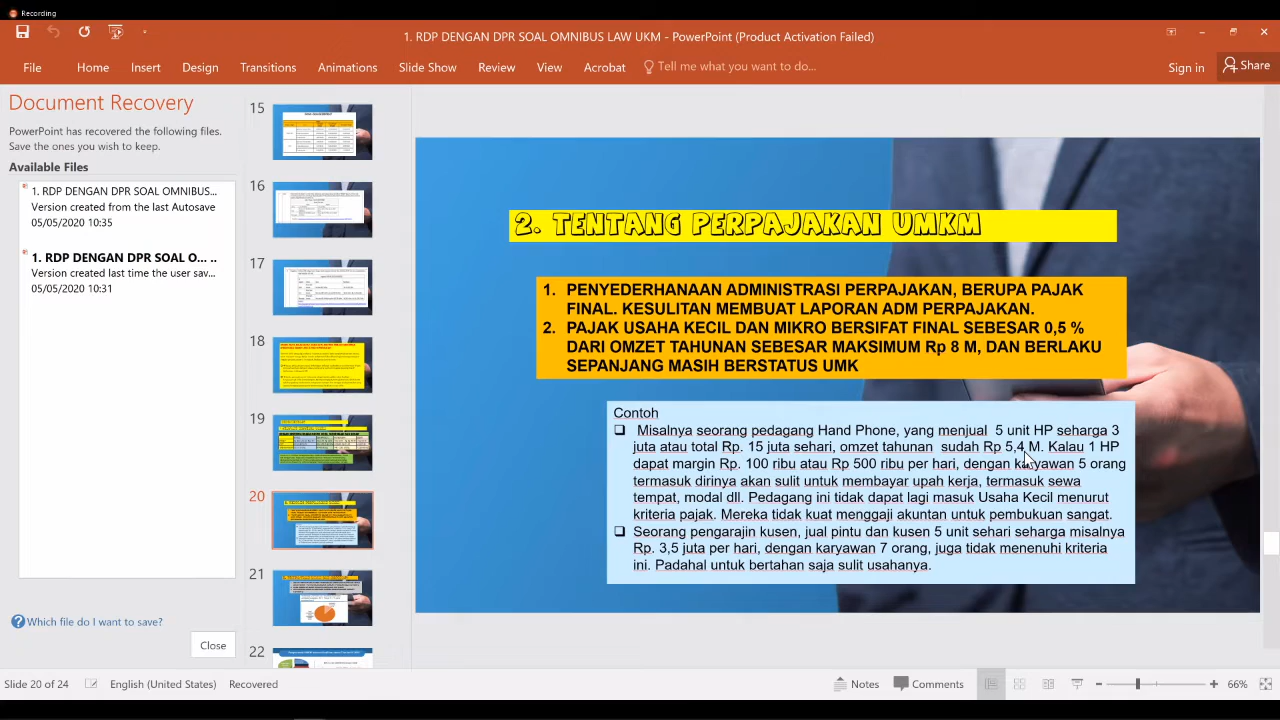 Recording
1. RDP DENGAN DPR SOAL OMNIBUS LAW UKM - PowerPoint (Product Activation Failed)
File Home Insert Design Transitions Animations Slide Show Review View Acrobat Tell me what you want to do... Sign in Share
Document Recovery
PowerPoint has recovered the following files.
Save the ones you wish to keep.
Available Files
1. RDP DENGAN DPR SOAL OMNIBUS...
Version created from the last Autosave
05/05/2020 10:35
1. RDP DENGAN DPR SOAL O... ..
Version created last time the user sav...
05/05/2020 10:31
Which file do I want to save?
Close
15
16
17
18
19
20
21
22
2. TENTANG PERPAJAKAN UMKM
1. PENYEDERHANAAN ADMISTRASI PERPAJAKAN, BERUPA PAJAK
FINAL. KESULITAN MEMBUAT LAPORAN ADM PERPAJAKAN.
2. PAJAK USAHA KECIL DAN MIKRO BERSIFAT FINAL SEBESAR 0,5 %
DARI OMZET TAHUNAN SEBESAR MAKSIMUM Rp 8 M, DAN BERLAKU
SEPANJANG MASIH BERSTATUS UMK
Contoh
❑ Misalnya seorang pedagang Hand Phone, yang menjual 5 unit HP seharga 3
juta atau total Rp. 15 juta sehari, omzet tahunan sudah Rp 5,4 M. Kalau 1 HP
dapat margin Rp. 100 ribu atau Rp 500 ribu per hari, dengan karyawan 5 orang
termasuk dirinya akan sulit untuk membayar upah kerja, termasuk sewa
tempat, modal dll. Pedagang ini tidak dapat lagi masuk Usaha Kecil menurut
kriteria pajak. Mereka tidak kuat menggaji akuntan untuk perpajakan sangat.
❑ Seorang pengrajin kusen, jual pintu dan kusen 5 unit sehari seharga misalnya
Rp. 3,5 juta per hari, dengan karyawan 7 orang, juga tidak menenuhi kriteria
ini. Padahal untuk bertahan saja sulit usahanya.
Slide 20 of 24 English (United States) Recovered Notes Comments 66%